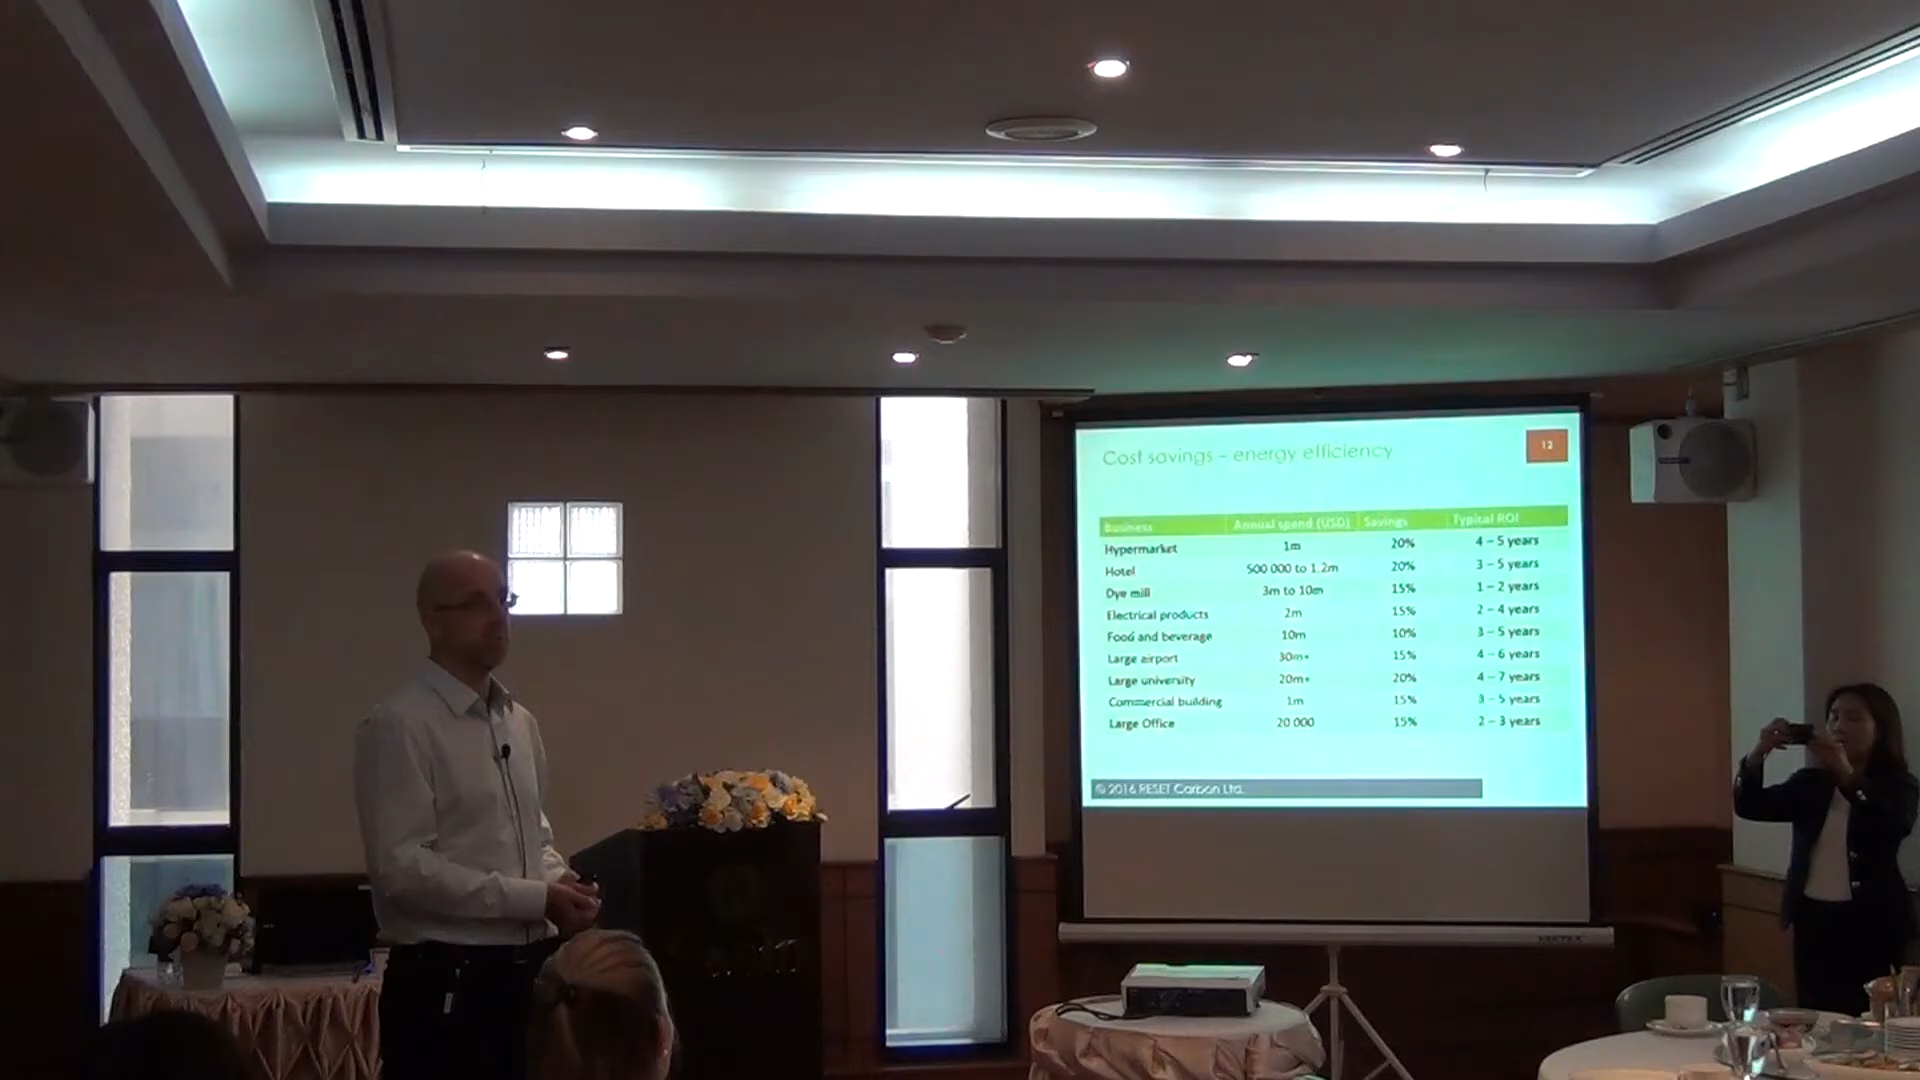 Cost savings – energy efficiency
12
Business Annual spend (USD) Savings Typical ROI
Hypermarket 1m 20% 4 – 5 years
Hotel 500 000 to 1.2m 20% 3 – 5 years
Dye mill 3m to 10m 15% 1 – 2 years
Electrical products 2m 15% 2 – 4 years
Food and beverage 10m 10% 3 – 5 years
Large airport 30m+ 15% 4 – 6 years
Large university 20m+ 20% 4 – 7 years
Commercial building 1m 15% 3 – 5 years
Large Office 20 000 15% 2 – 3 years
© 2016 RESET Carbon Ltd.
VERTEX